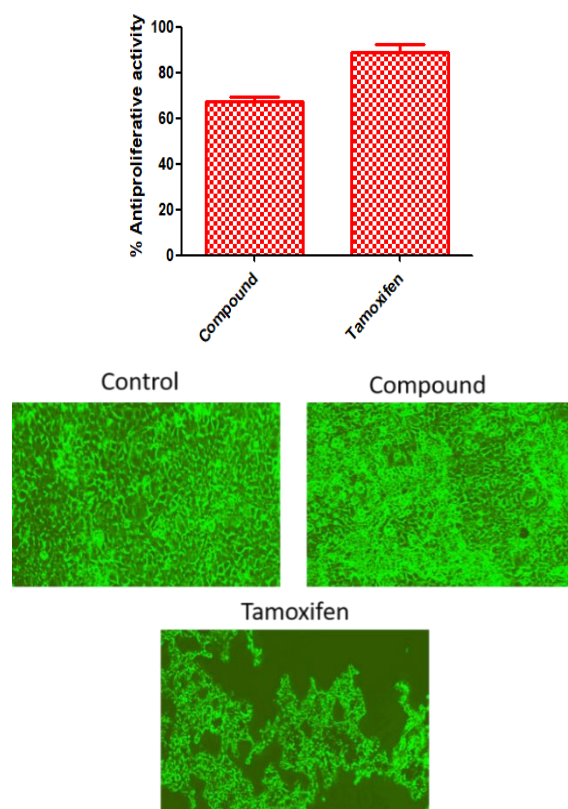 100
80
60
40
20
0
% Antiproliferative activity
Compound
Tamoxifen
Control
Compound
Tamoxifen